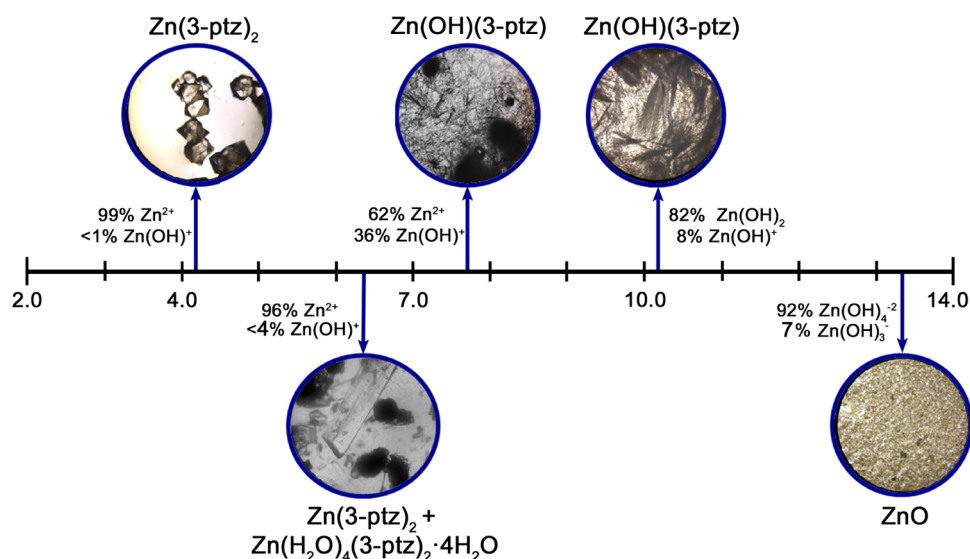 Zn(3-ptz)₂
Zn(OH)(3-ptz)
Zn(OH)(3-ptz)
99% Zn²⁺
<1% Zn(OH)⁺
62% Zn²⁺
36% Zn(OH)⁺
82% Zn(OH)₂
8% Zn(OH)⁺
2.0
4.0
7.0
10.0
14.0
96% Zn²⁺
<4% Zn(OH)⁺
92% Zn(OH)₄⁻²
7% Zn(OH)₃⁻
Zn(3-ptz)₂ +
Zn(H₂O)₄(3-ptz)₂·4H₂O
ZnO